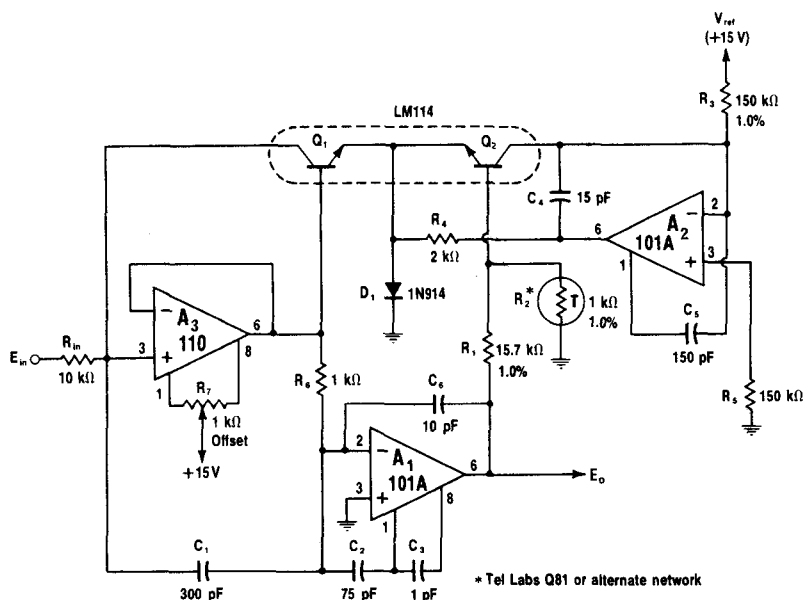 V_ref
(+15 V)
R₃ 150 kΩ
1.0%
LM114
Q₁
Q₂
C₄ 15 pF
R₄
2 kΩ
A₂
101A
−
+
2
3
6
1
C₅
150 pF
R₅ 150 kΩ
D₁ 1N914
R₂* T 1 kΩ
1.0%
R₁ 15.7 kΩ
1.0%
A₃
110
−
+
3
6
8
1
E_in
R_in
10 kΩ
R₇
1 kΩ
Offset
+15V
R₆ 1 kΩ
C₆
10 pF
A₁
101A
−
+
2
3
6
8
1
E_o
C₁
300 pF
C₂
75 pF
C₃
1 pF
* Tel Labs Q81 or alternate network